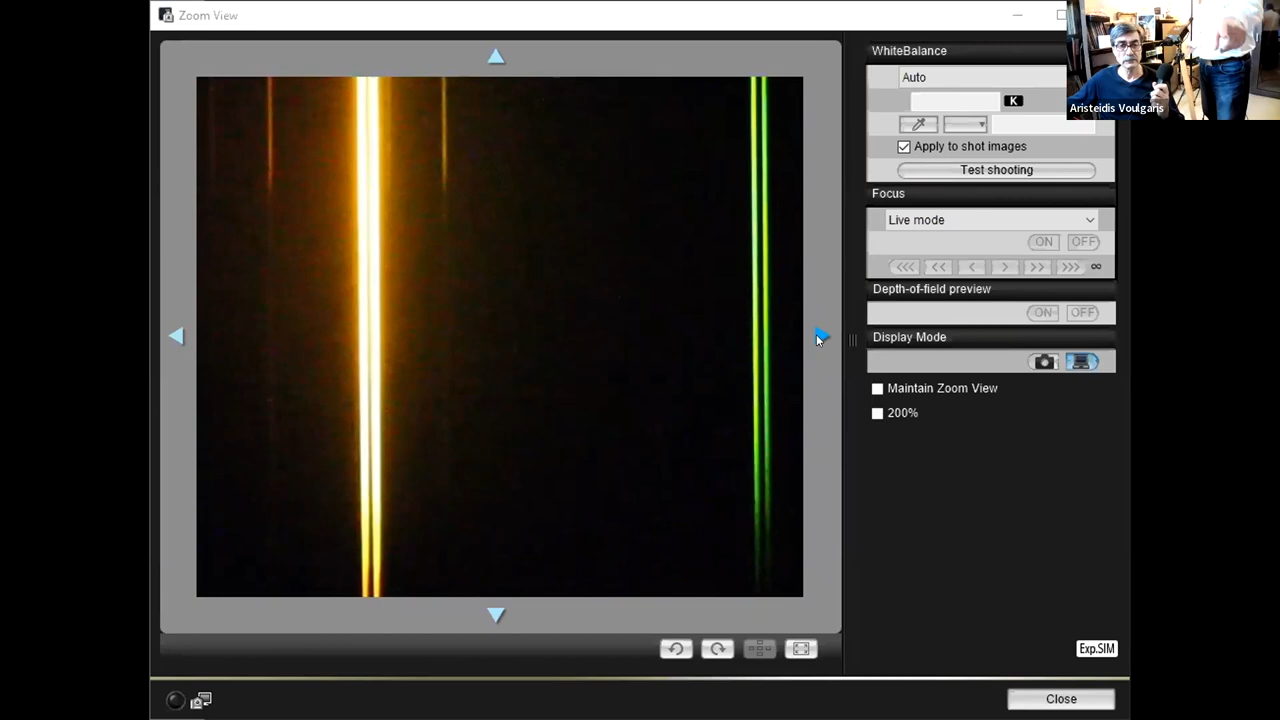 Zoom View
WhiteBalance
Auto
K
Apply to shot images
Test shooting
Focus
Live mode
ON OFF
<<< << < > >> >>> ∞
Depth-of-field preview
ON OFF
Display Mode
Maintain Zoom View
200%
Exp.SIM
Close
Aristeidis Voulgaris